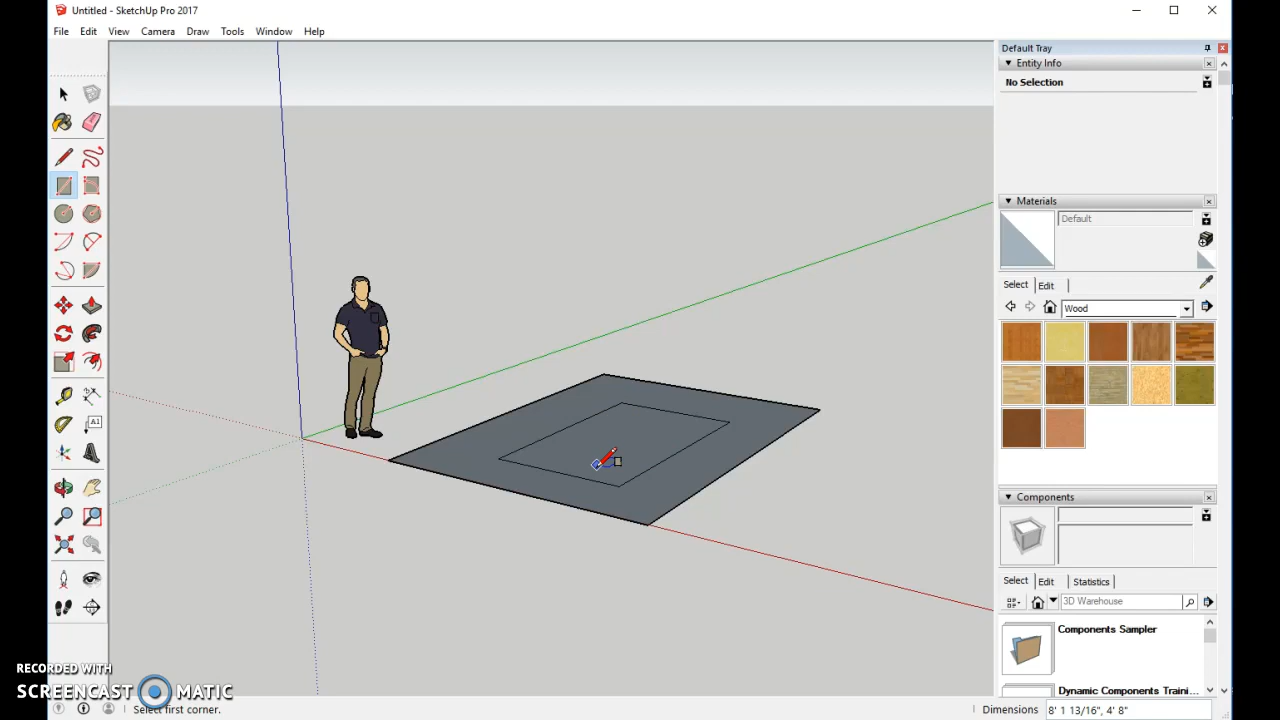 Untitled - SketchUp Pro 2017
File Edit View Camera Draw Tools Window Help
Default Tray
Entity Info
No Selection
Materials
Default
Select Edit
Wood
A1
Components
Select Edit Statistics
3D Warehouse
Components Sampler
Dynamic Components Traini...
RECORDED WITH
SCREENCAST MATIC
Select first corner.
Dimensions 8' 1 13/16", 4' 8"